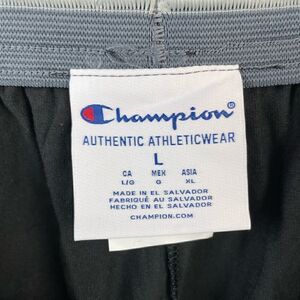 Champion®
AUTHENTIC ATHLETICWEAR
L
CA MEX ASIA
L/G G XL
MADE IN EL SALVADOR
FABRIQUÉ AU SALVADOR
HECHO EN EL SALVADOR
CHAMPION.COM